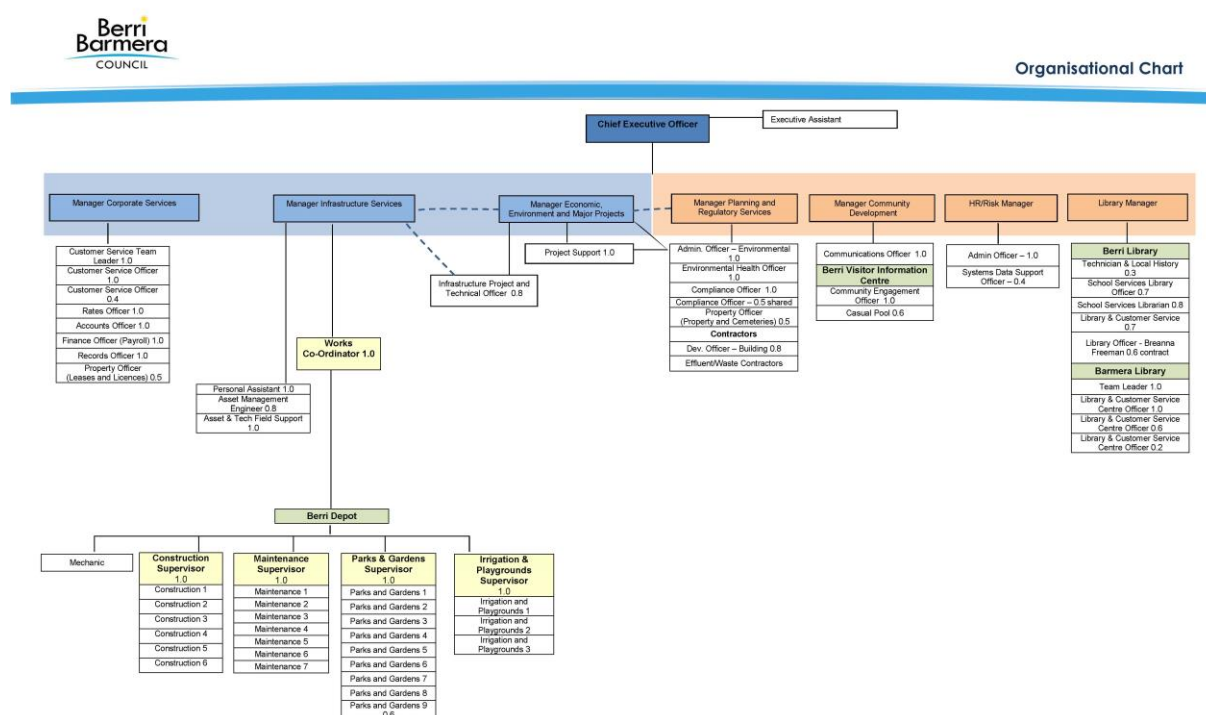 Berri
Barmera
COUNCIL
Organisational Chart
Chief Executive Officer
Executive Assistant
Manager Corporate Services
Manager Infrastructure Services
Manager Economic,
Environment and Major Projects
Manager Planning and
Regulatory Services
Manager Community
Development
HR/Risk Manager
Library Manager
Customer Service Team
Leader 1.0
Customer Service Officer
1.0
Customer Service Officer
0.4
Rates Officer 1.0
Accounts Officer 1.0
Finance Officer (Payroll) 1.0
Records Officer 1.0
Property Officer
(Leases and Licences) 0.5
Personal Assistant 1.0
Asset Management
Engineer 0.8
Asset & Tech Field Support
1.0
Works
Co-Ordinator 1.0
Infrastructure Project and
Technical Officer 0.8
Project Support 1.0
Admin. Officer – Environmental
1.0
Environmental Health Officer
1.0
Compliance Officer 1.0
Compliance Officer – 0.5 shared
Property Officer
(Property and Cemeteries) 0.5
Contractors
Dev. Officer – Building 0.8
Effluent/Waste Contractors
Communications Officer 1.0
Berri Visitor Information
Centre
Community Engagement
Officer 1.0
Casual Pool 0.6
Admin Officer – 1.0
Systems Data Support
Officer – 0.4
Berri Library
Technician & Local History
0.3
School Services Library
Officer 0.7
School Services Librarian 0.8
Library & Customer Service
0.7
Library Officer - Breanna
Freeman 0.6 contract
Barmera Library
Team Leader 1.0
Library & Customer Service
Centre Officer 1.0
Library & Customer Service
Centre Officer 0.6
Library & Customer Service
Centre Officer 0.2
Berri Depot
Mechanic
Construction
Supervisor
1.0
Construction 1
Construction 2
Construction 3
Construction 4
Construction 5
Construction 6
Maintenance
Supervisor
1.0
Maintenance 1
Maintenance 2
Maintenance 3
Maintenance 4
Maintenance 5
Maintenance 6
Maintenance 7
Parks & Gardens
Supervisor
1.0
Parks and Gardens 1
Parks and Gardens 2
Parks and Gardens 3
Parks and Gardens 4
Parks and Gardens 5
Parks and Gardens 6
Parks and Gardens 7
Parks and Gardens 8
Parks and Gardens 9
0.6
Irrigation &
Playgrounds
Supervisor
1.0
Irrigation and
Playgrounds 1
Irrigation and
Playgrounds 2
Irrigation and
Playgrounds 3